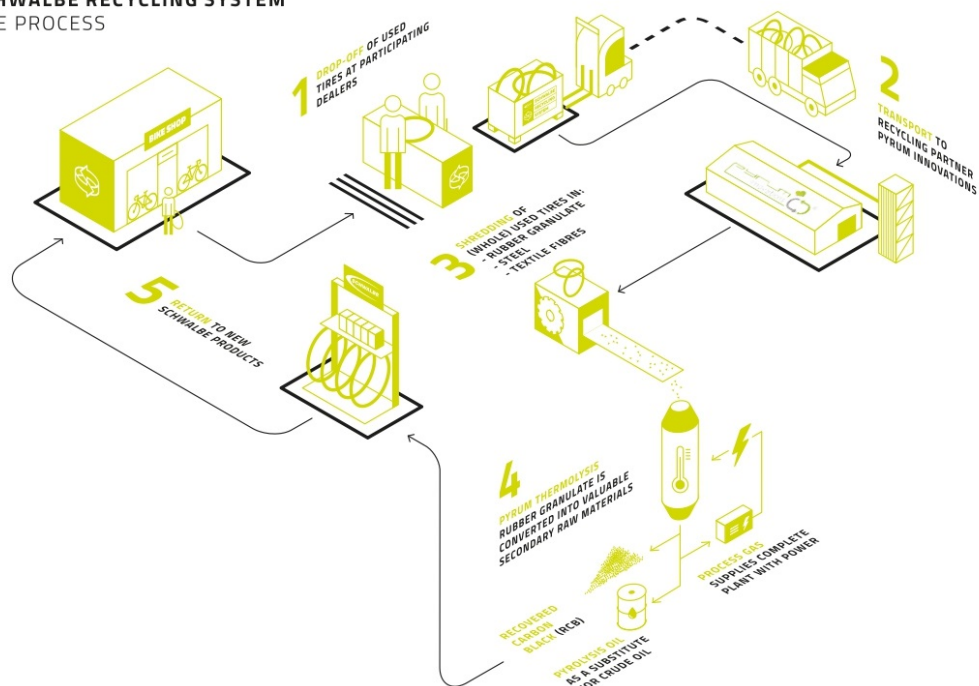 SCHWALBE RECYCLING SYSTEM
E PROCESS
1
DROP-OFF OF USED
TIRES AT PARTICIPATING
DEALERS
BIKE SHOP
2
TRANSPORT TO
RECYCLING PARTNER
PYRUM INNOVATIONS
3
SHREDDING OF
(WHOLE) USED TIRES IN:
- RUBBER GRANULATE
- STEEL
- TEXTILE FIBRES
SCHWALBE
5
RETURN TO NEW
SCHWALBE PRODUCTS
4
PYRUM THERMOLYSIS
RUBBER GRANULATE IS
CONVERTED INTO VALUABLE
SECONDARY RAW MATERIALS
PROCESS GAS
SUPPLIES COMPLETE
PLANT WITH POWER
RECOVERED
CARBON
BLACK (RCB)
PYROLYSIS OIL
AS A SUBSTITUTE
FOR CRUDE OIL